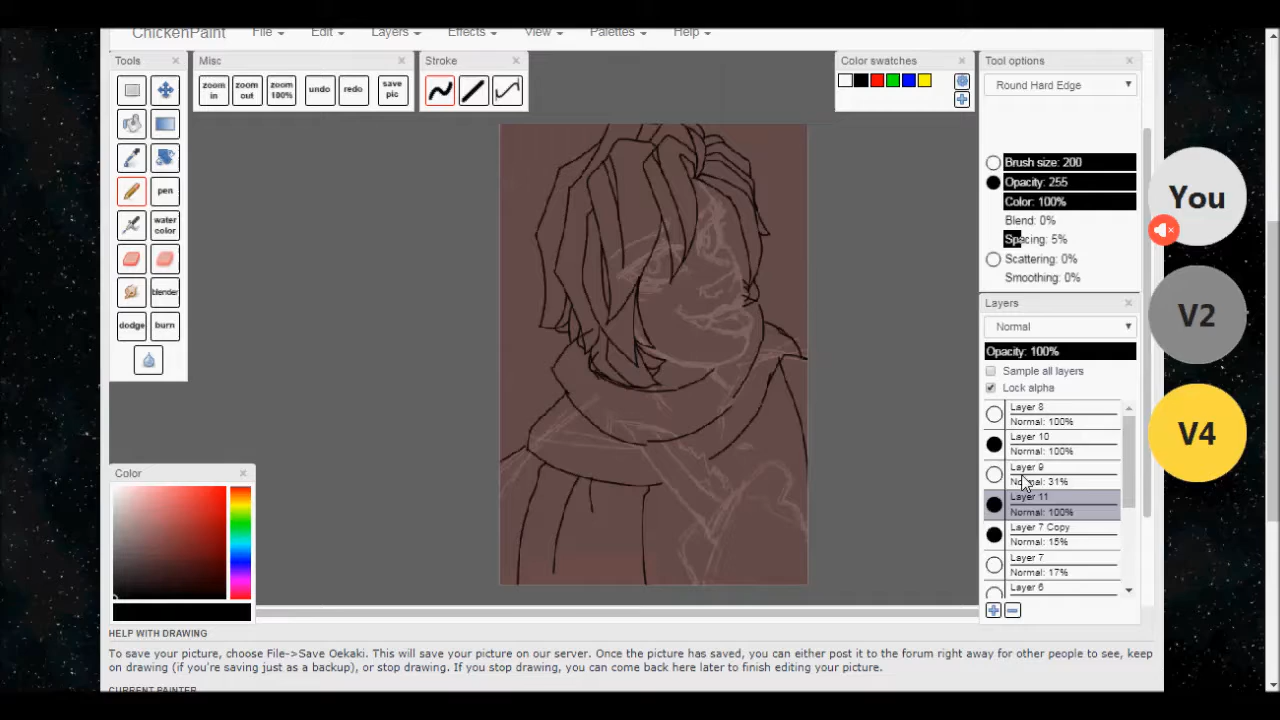 ChickenPaint File Edit Layers Effects View Palettes Help
Tools
Misc
Stroke
Color swatches
Tool options
zoom in
zoom out
zoom 100%
undo
redo
save pic
Round Hard Edge
pen
water color
blender
dodge
burn
Brush size: 200
Opacity: 255
Color: 100%
Blend: 0%
Spacing: 5%
Scattering: 0%
Smoothing: 0%
Layers
Normal
Opacity: 100%
Sample all layers
Lock alpha
Layer 8
Normal: 100%
Layer 10
Normal: 100%
Layer 9
Normal: 31%
Layer 11
Normal: 100%
Layer 7 Copy
Normal: 15%
Layer 7
Normal: 17%
Layer 6
Color
You
V2
V4
HELP WITH DRAWING
To save your picture, choose File->Save Oekaki. This will save your picture on our server. Once the picture has saved, you can either post it to the forum right away for other people to see, keep
on drawing (if you're saving just as a backup), or stop drawing. If you stop drawing, you can come back here later to finish editing your picture.
CURRENT PAINTER